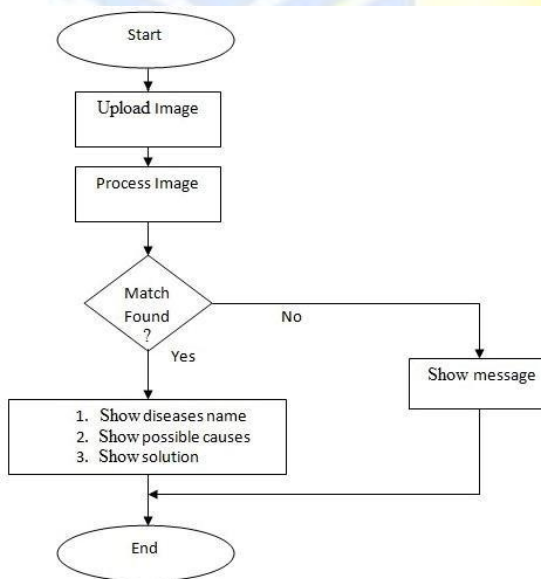 Start
Upload Image
Process Image
Match
Found
?
No
Yes
Show message
1. Show diseases name
2. Show possible causes
3. Show solution
End